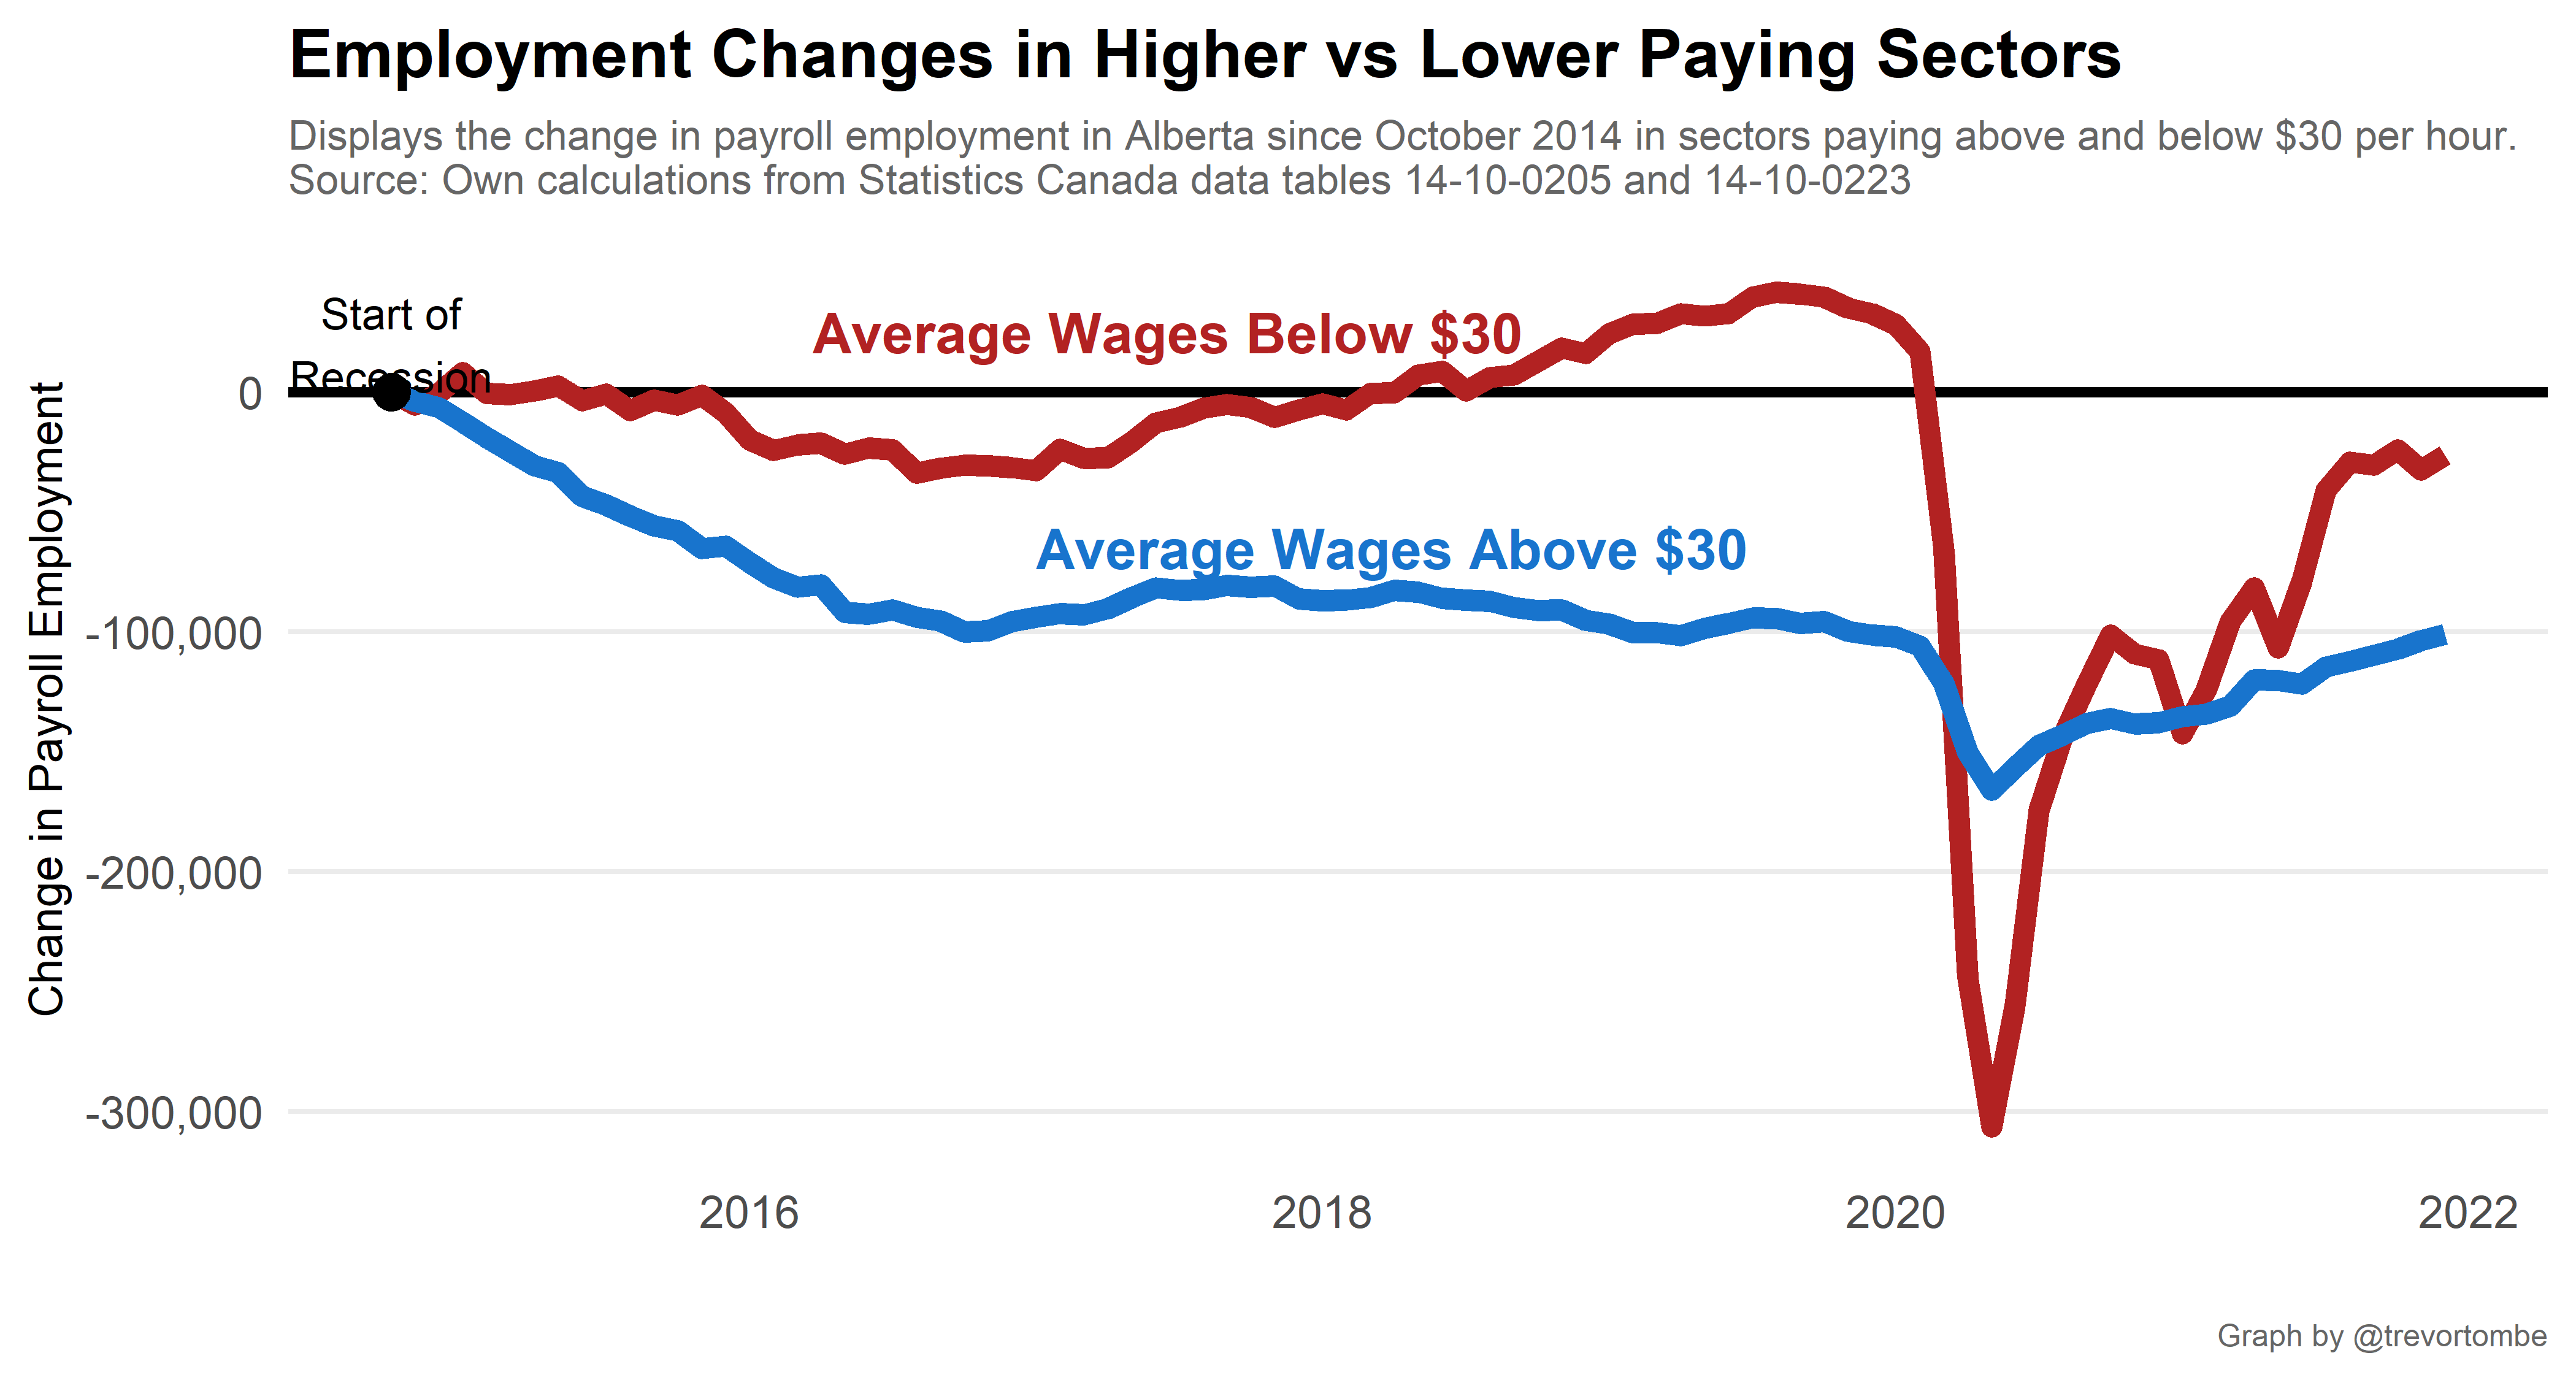 Employment Changes in Higher vs Lower Paying Sectors
Displays the change in payroll employment in Alberta since October 2014 in sectors paying above and below $30 per hour.
Source: Own calculations from Statistics Canada data tables 14-10-0205 and 14-10-0223
Start of
Recession
Average Wages Below $30
Average Wages Above $30
Change in Payroll Employment
0
-100,000
-200,000
-300,000
2016
2018
2020
2022
Graph by @trevortombe